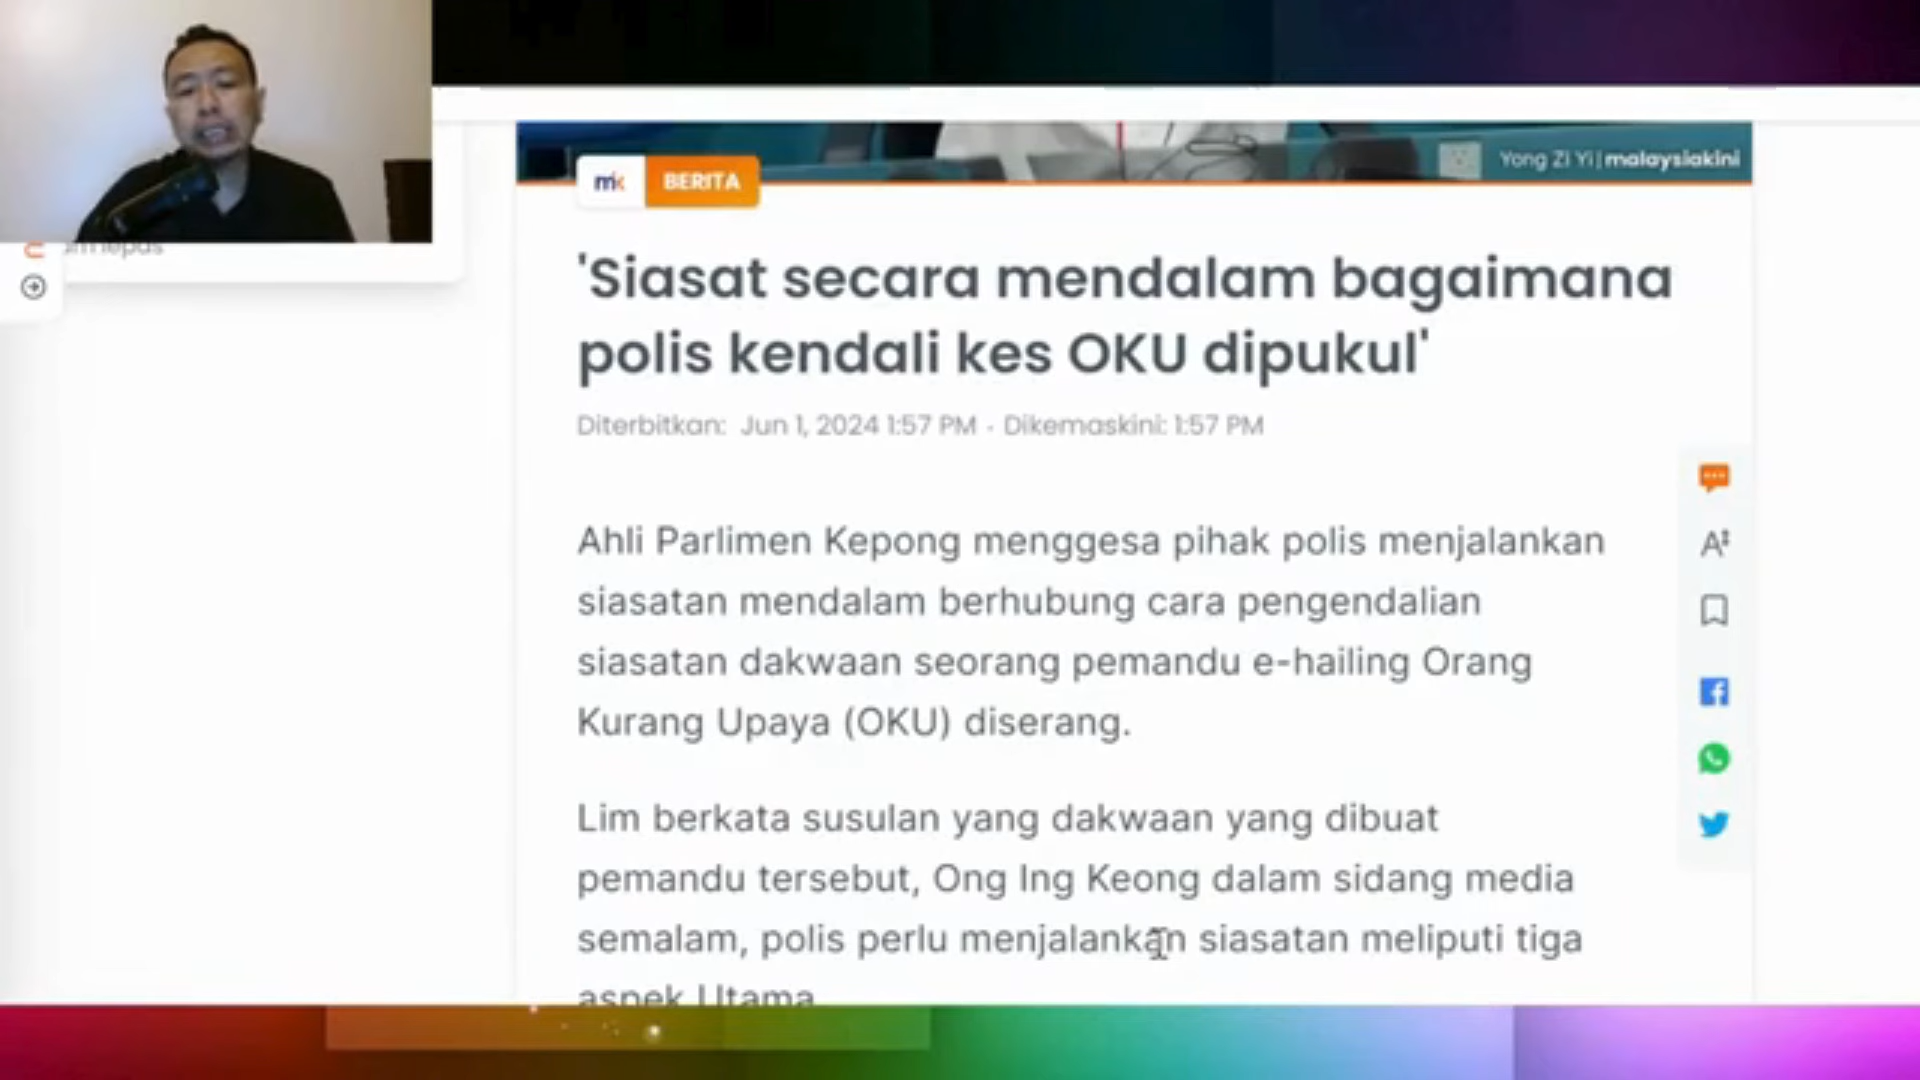 Yong Zi Yi | malaysiakini
mk BERITA
'Siasat secara mendalam bagaimana
polis kendali kes OKU dipukul'
Diterbitkan: Jun 1, 2024 1:57 PM · Dikemaskini: 1:57 PM
Ahli Parlimen Kepong menggesa pihak polis menjalankan
siasatan mendalam berhubung cara pengendalian
siasatan dakwaan seorang pemandu e-hailing Orang
Kurang Upaya (OKU) diserang.
Lim berkata susulan yang dakwaan yang dibuat
pemandu tersebut, Ong Ing Keong dalam sidang media
semalam, polis perlu menjalankan siasatan meliputi tiga
aspek Utama